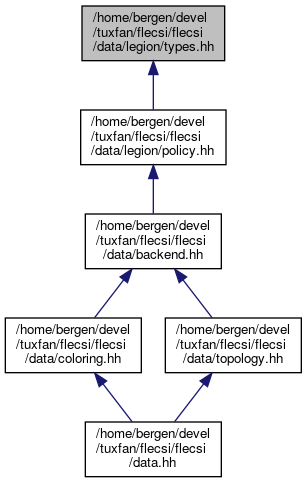 /home/bergen/devel
/tuxfan/flecsi/flecsi
/data/legion/types.hh
/home/bergen/devel
/tuxfan/flecsi/flecsi
/data/legion/policy.hh
/home/bergen/devel
/tuxfan/flecsi/flecsi
/data/backend.hh
/home/bergen/devel
/tuxfan/flecsi/flecsi
/data/coloring.hh
/home/bergen/devel
/tuxfan/flecsi/flecsi
/data/topology.hh
/home/bergen/devel
/tuxfan/flecsi/flecsi
/data.hh